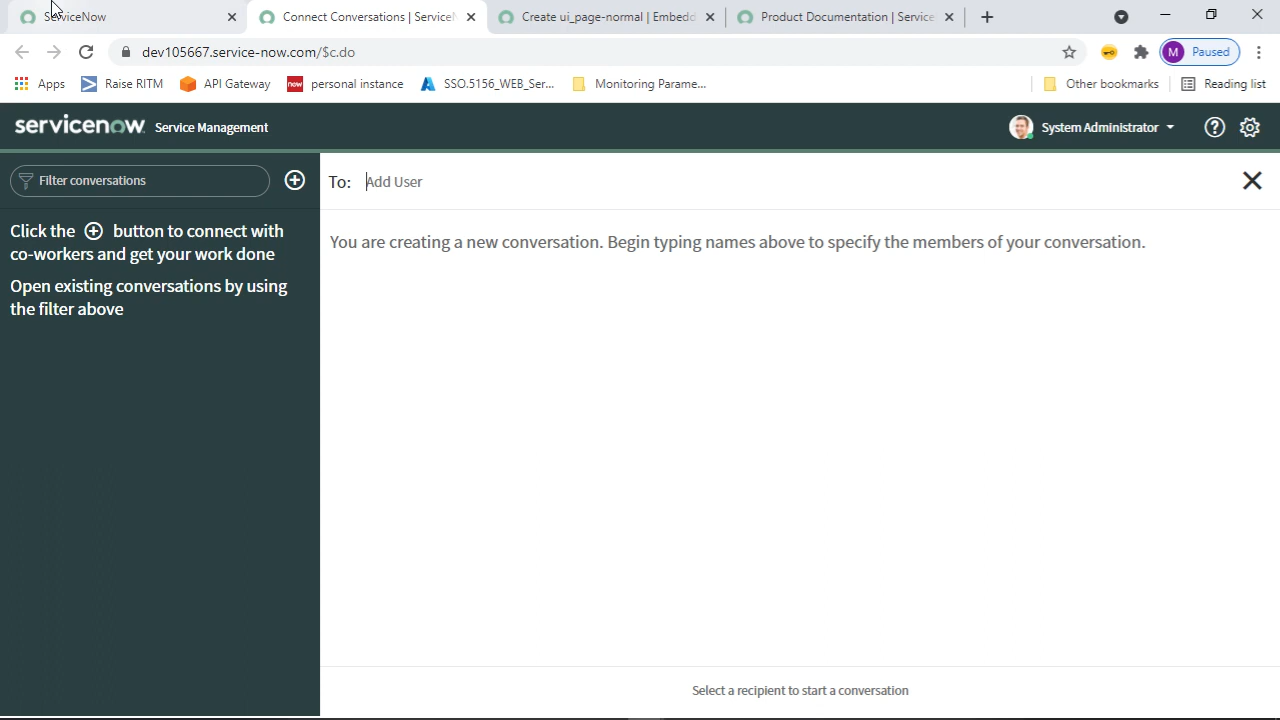 ServiceNow
Connect Conversations | ServiceN
Create ui_page-normal | Embedd
Product Documentation | Service
dev105667.service-now.com/$c.do
M Paused
Apps
Raise RITM
API Gateway
now personal instance
SSO.5156_WEB_Ser...
Monitoring Parame...
Other bookmarks
Reading list
servicenow Service Management
System Administrator
Filter conversations
To: Add User
Click the button to connect with
co-workers and get your work done
Open existing conversations by using
the filter above
You are creating a new conversation. Begin typing names above to specify the members of your conversation.
Select a recipient to start a conversation